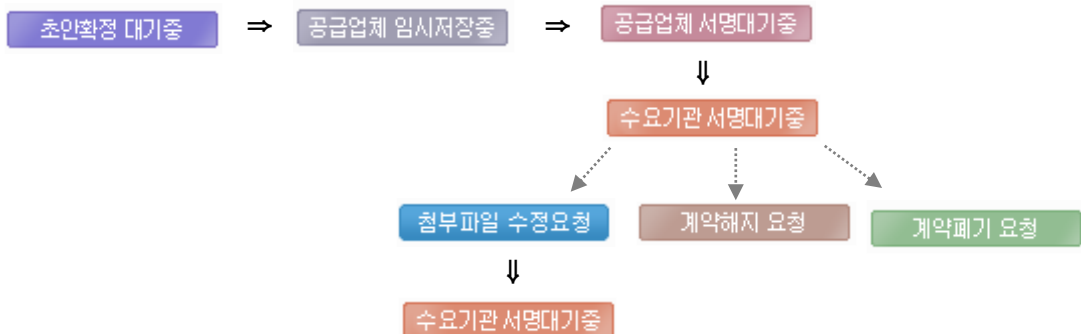 초안확정 대기중 ⇒ 공급업체 임시저장중 ⇒ 공급업체 서명대기중
⇓
수요기관 서명대기중
첨부파일 수정요청 계약해지 요청 계약폐기 요청
⇓
수요기관 서명대기중